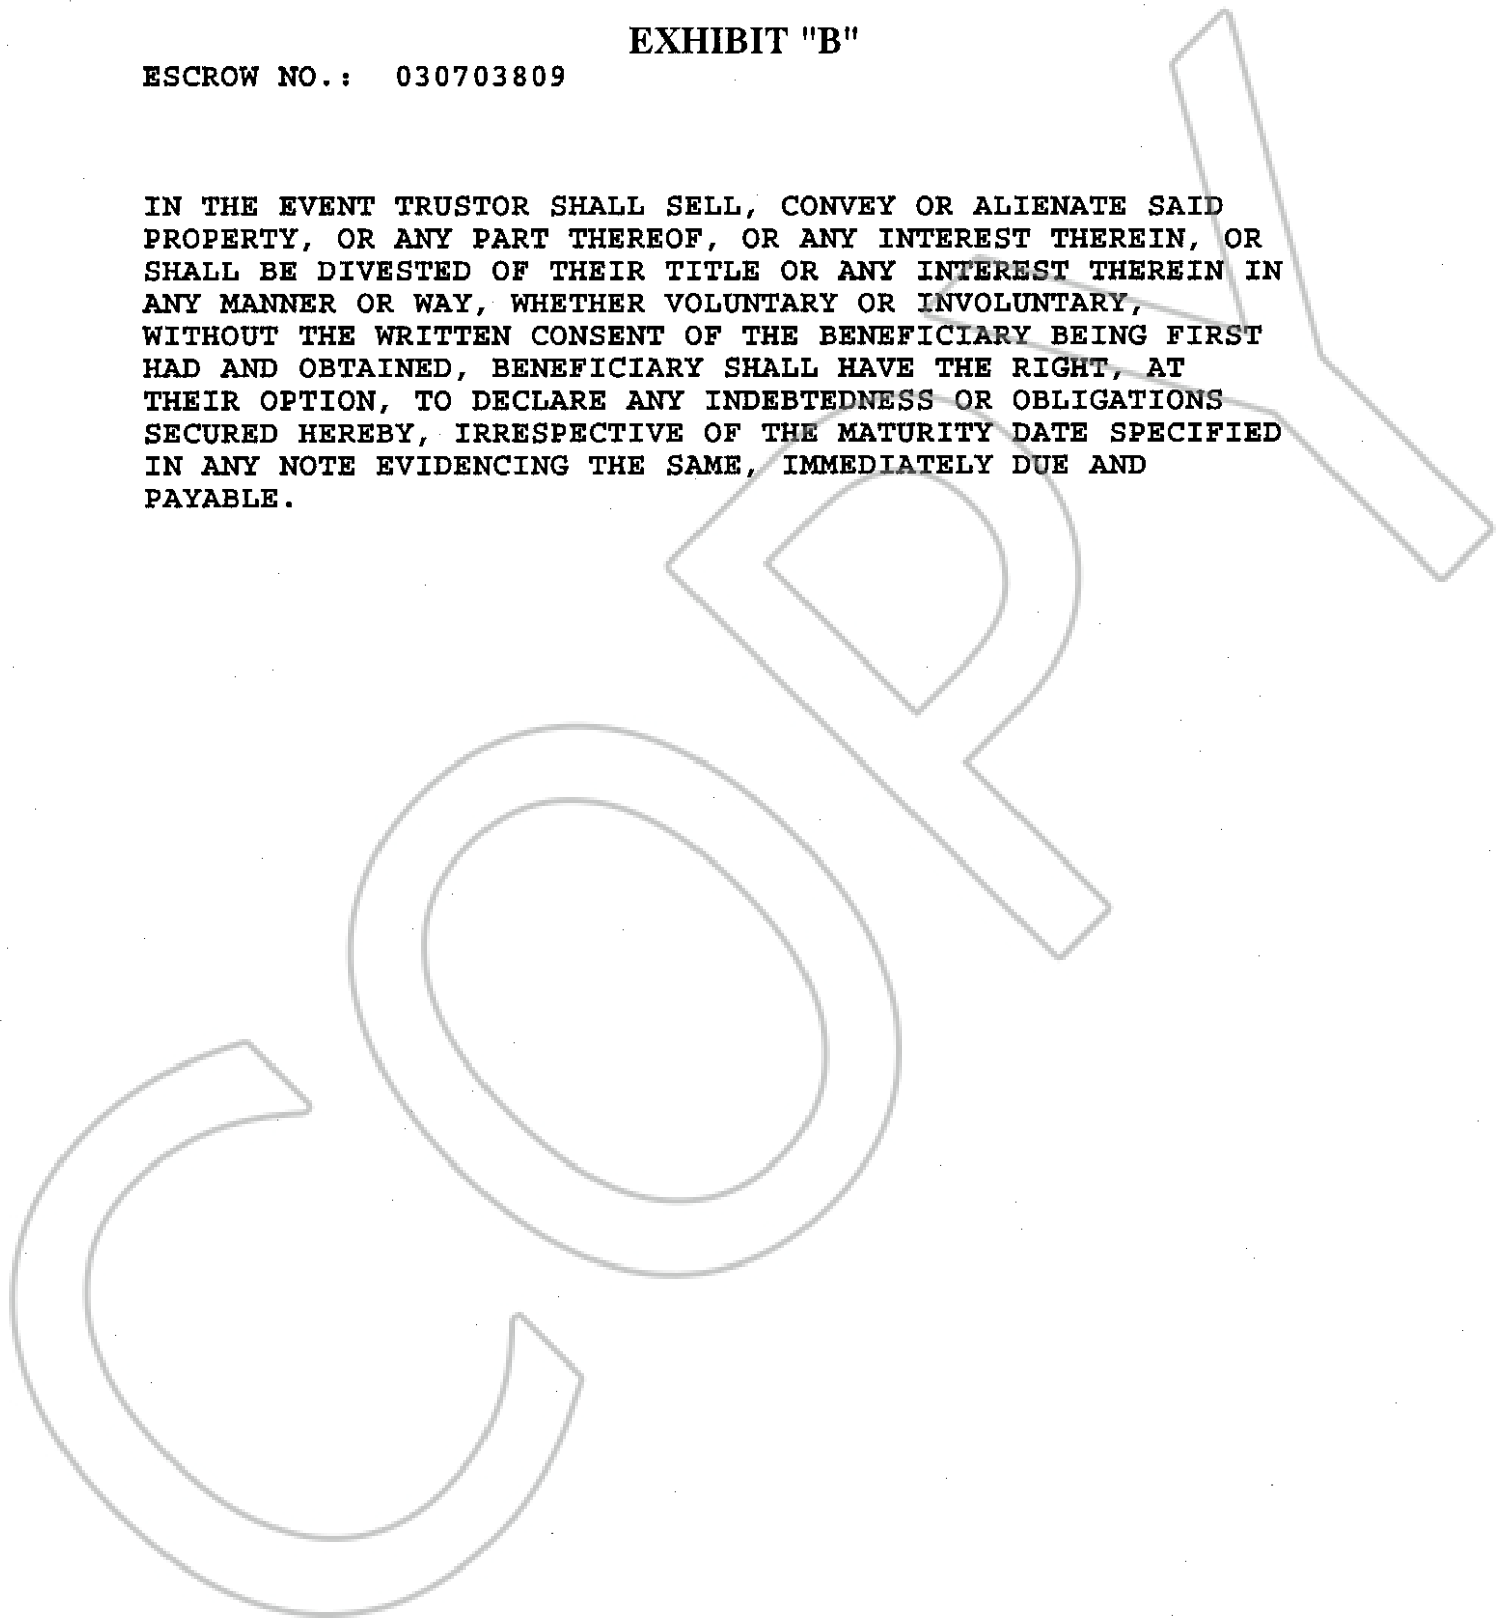 EXHIBIT "B"
ESCROW NO.: 030703809
IN THE EVENT TRUSTOR SHALL SELL, CONVEY OR ALIENATE SAID
PROPERTY, OR ANY PART THEREOF, OR ANY INTEREST THEREIN, OR
SHALL BE DIVESTED OF THEIR TITLE OR ANY INTEREST THEREIN IN
ANY MANNER OR WAY, WHETHER VOLUNTARY OR INVOLUNTARY,
WITHOUT THE WRITTEN CONSENT OF THE BENEFICIARY BEING FIRST
HAD AND OBTAINED, BENEFICIARY SHALL HAVE THE RIGHT, AT
THEIR OPTION, TO DECLARE ANY INDEBTEDNESS OR OBLIGATIONS
SECURED HEREBY, IRRESPECTIVE OF THE MATURITY DATE SPECIFIED
IN ANY NOTE EVIDENCING THE SAME, IMMEDIATELY DUE AND
PAYABLE.
COPY